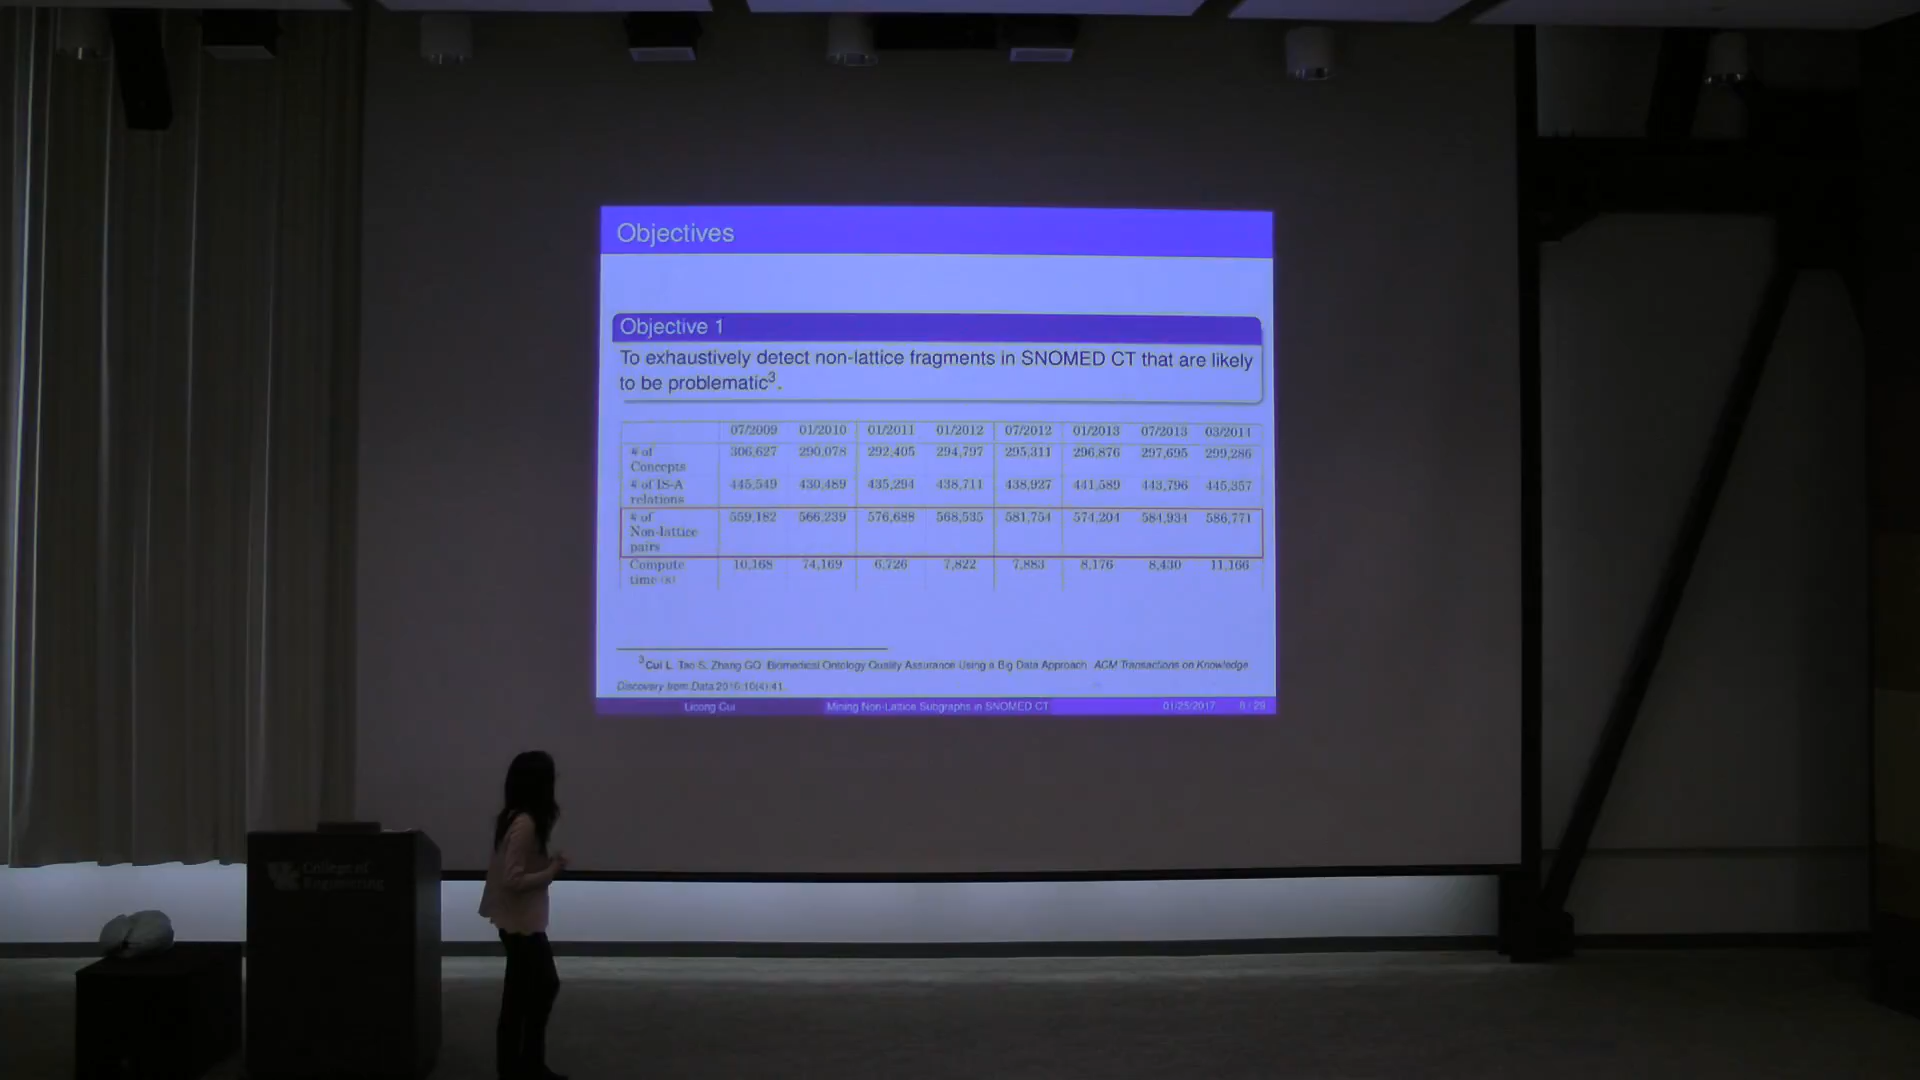 Objectives
Objective 1
To exhaustively detect non-lattice fragments in SNOMED CT that are likely
to be problematic3.
07/2009 01/2010 01/2011 01/2012 07/2012 01/2013 07/2013 03/2014
# of Concepts 306,627 290,078 292,405 294,797 295,311 296,876 297,695 299,286
# of IS-A relations 445,549 430,489 435,294 438,711 438,927 441,589 443,796 445,357
# of Non-lattice pairs 559,182 566,239 576,688 568,535 581,754 574,204 584,934 586,771
Compute time (s) 10,168 74,169 6,726 7,822 7,883 8,176 8,430 11,166
3Cui L, Tao S, Zhang GQ. Biomedical Ontology Quality Assurance Using a Big Data Approach. ACM Transactions on Knowledge
Discovery from Data 2016;10(4):41.
Licong Cui Mining Non-Lattice Subgraphs in SNOMED CT 01/25/2017 8 / 29
UK College of
Engineering